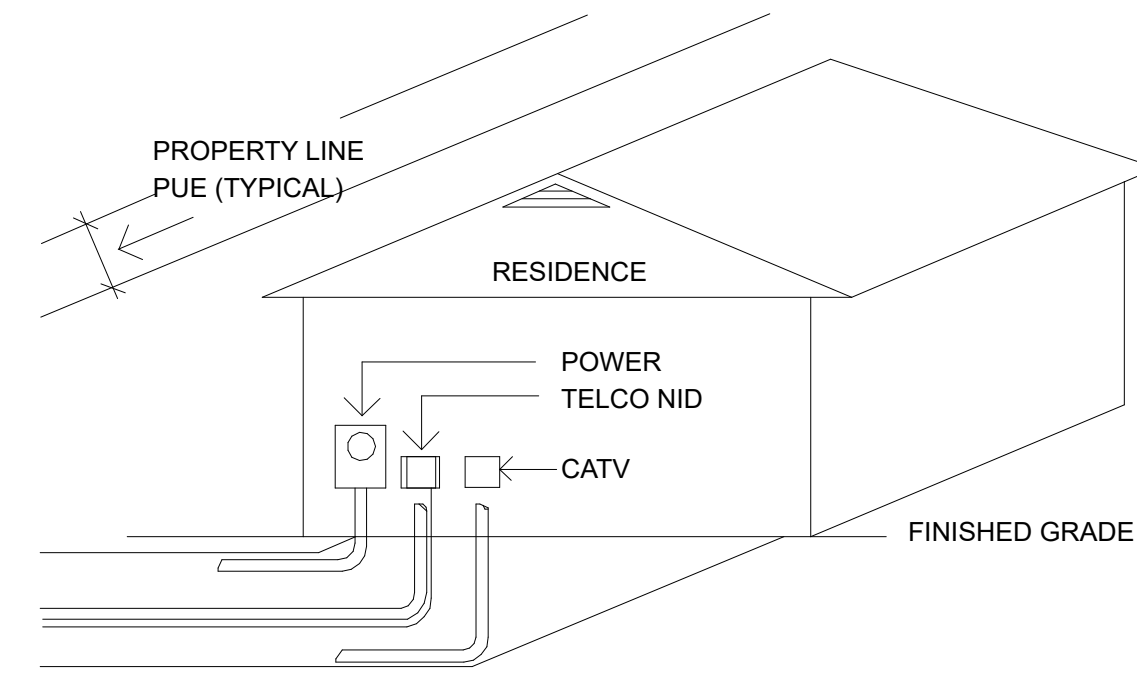 PROPERTY LINE
PUE (TYPICAL)
RESIDENCE
POWER
TELCO NID
CATV
FINISHED GRADE